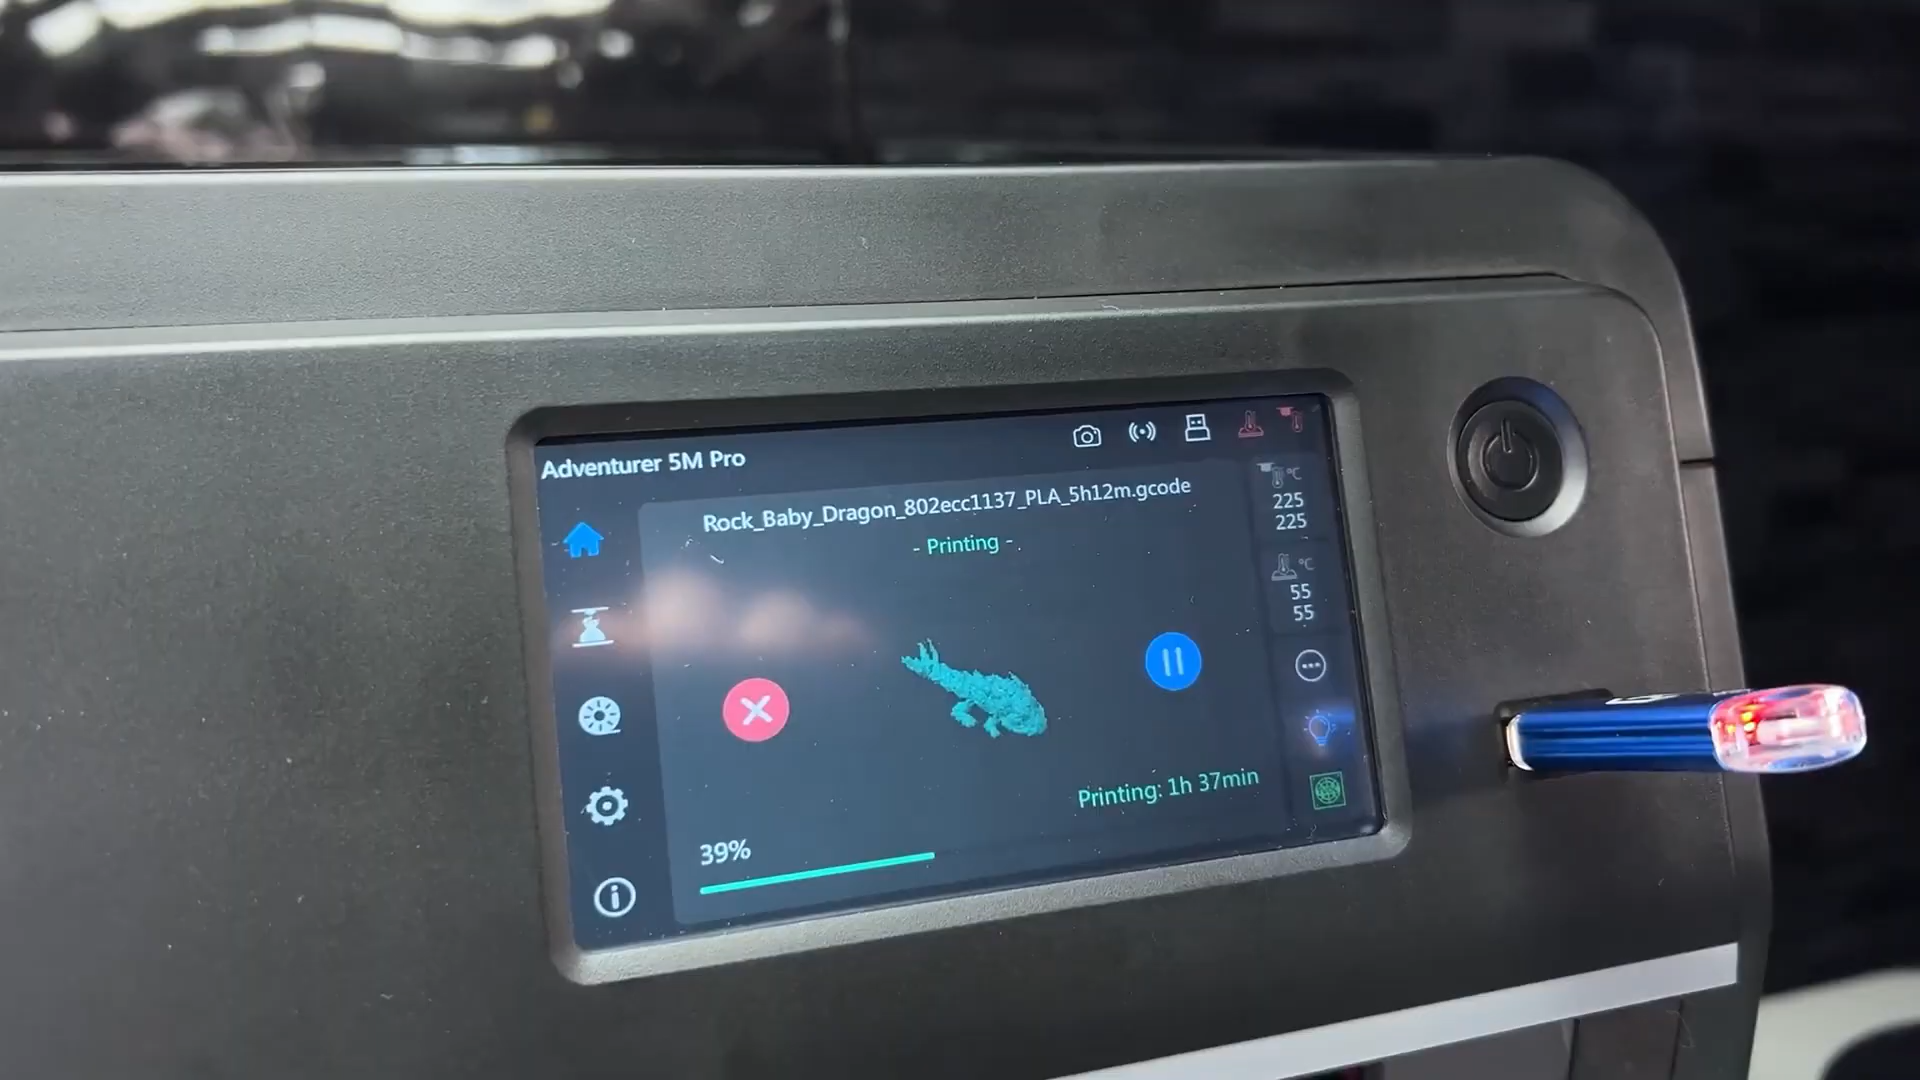 Adventurer 5M Pro
Rock_Baby_Dragon_802ecc1137_PLA_5h12m.gcode
- Printing -
°C
225
225
°C
55
55
Printing: 1h 37min
39%